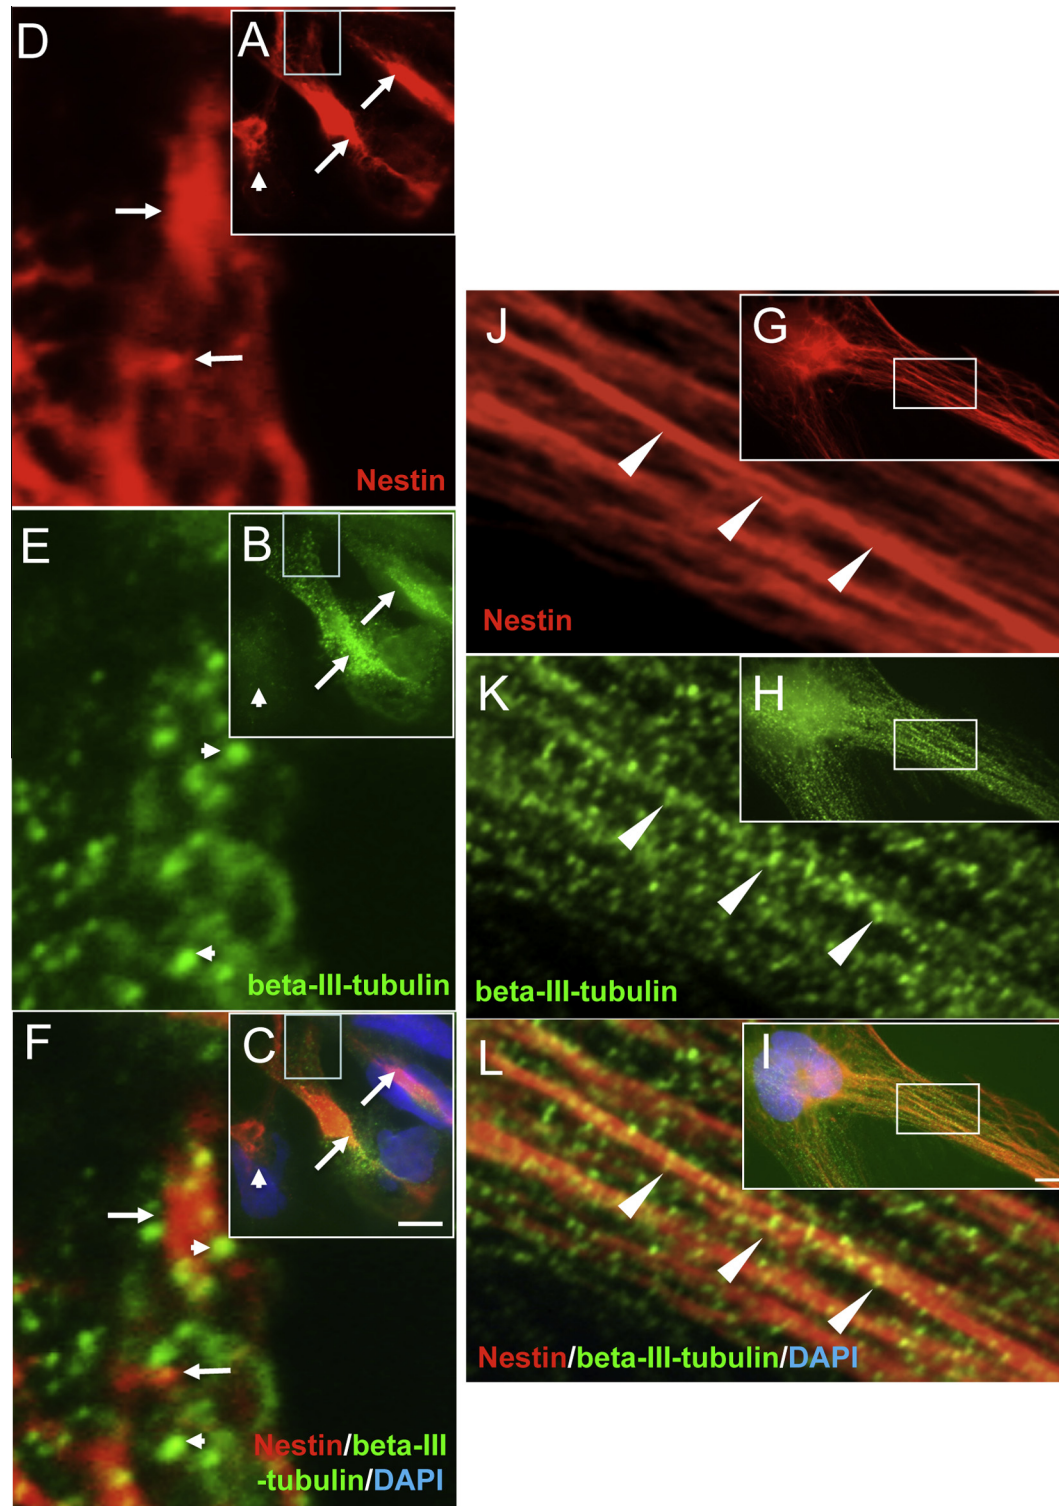 D
A
Nestin
E
B
beta-III-tubulin
F
C
Nestin/beta-III
-tubulin/DAPI
J
G
Nestin
K
H
beta-III-tubulin
L
I
Nestin/beta-III-tubulin/DAPI